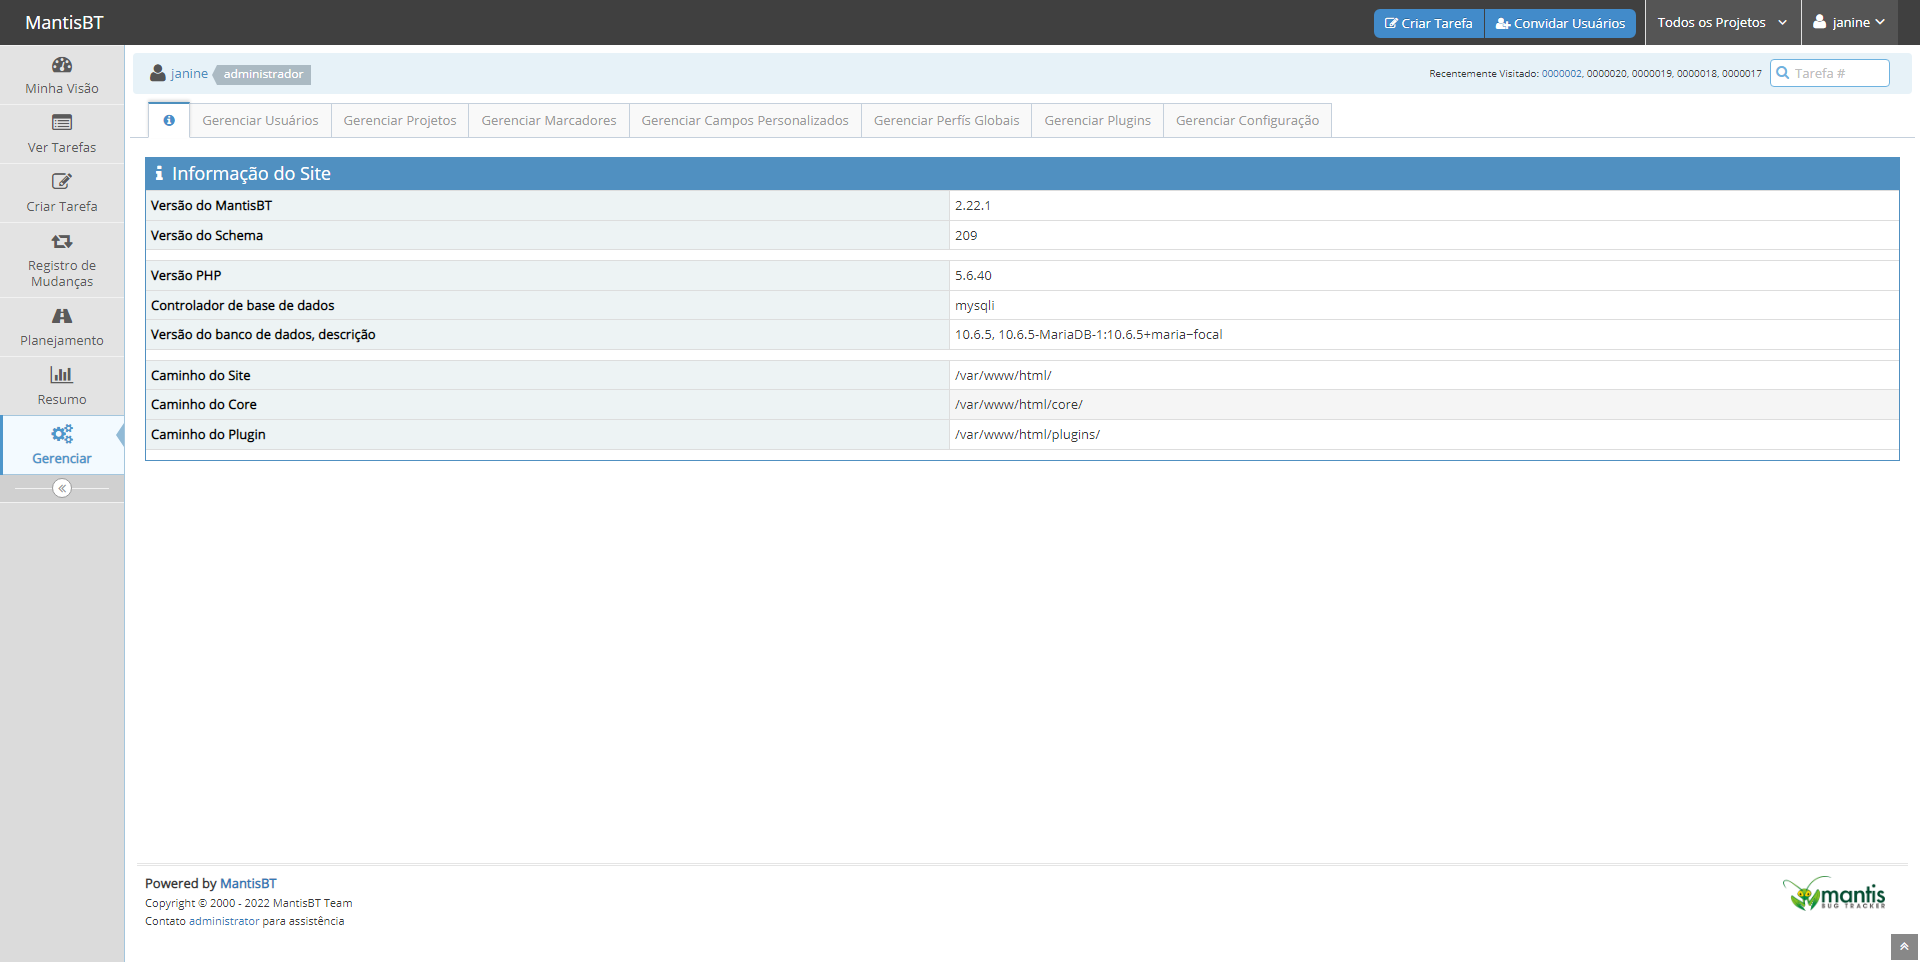 MantisBT
Criar Tarefa
Convidar Usuários
Todos os Projetos
janine
Minha Visão
Ver Tarefas
Criar Tarefa
Registro de
Mudanças
Planejamento
Resumo
Gerenciar
janine administrador
Recentemente Visitado: 0000002, 0000020, 0000019, 0000018, 0000017
Tarefa #
Gerenciar Usuários
Gerenciar Projetos
Gerenciar Marcadores
Gerenciar Campos Personalizados
Gerenciar Perfís Globais
Gerenciar Plugins
Gerenciar Configuração
Informação do Site
Versão do MantisBT 2.22.1
Versão do Schema 209
Versão PHP 5.6.40
Controlador de base de dados mysqli
Versão do banco de dados, descrição 10.6.5, 10.6.5-MariaDB-1:10.6.5+maria~focal
Caminho do Site /var/www/html/
Caminho do Core /var/www/html/core/
Caminho do Plugin /var/www/html/plugins/
Powered by MantisBT
Copyright © 2000 - 2022 MantisBT Team
Contato administrator para assistência
mantis
BUG TRACKER